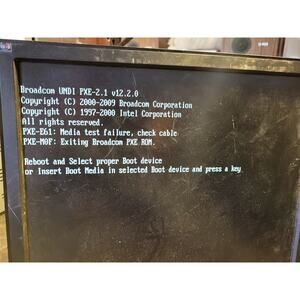 Broadcom UNDI PXE-2.1 v12.2.0
Copyright (C) 2000-2009 Broadcom Corporation
Copyright (C) 1997-2000 Intel Corporation
All rights reserved.
PXE-E61: Media test failure, check cable
PXE-M0F: Exiting Broadcom PXE ROM.
Reboot and Select proper Boot device
or Insert Boot Media in selected Boot device and press a key